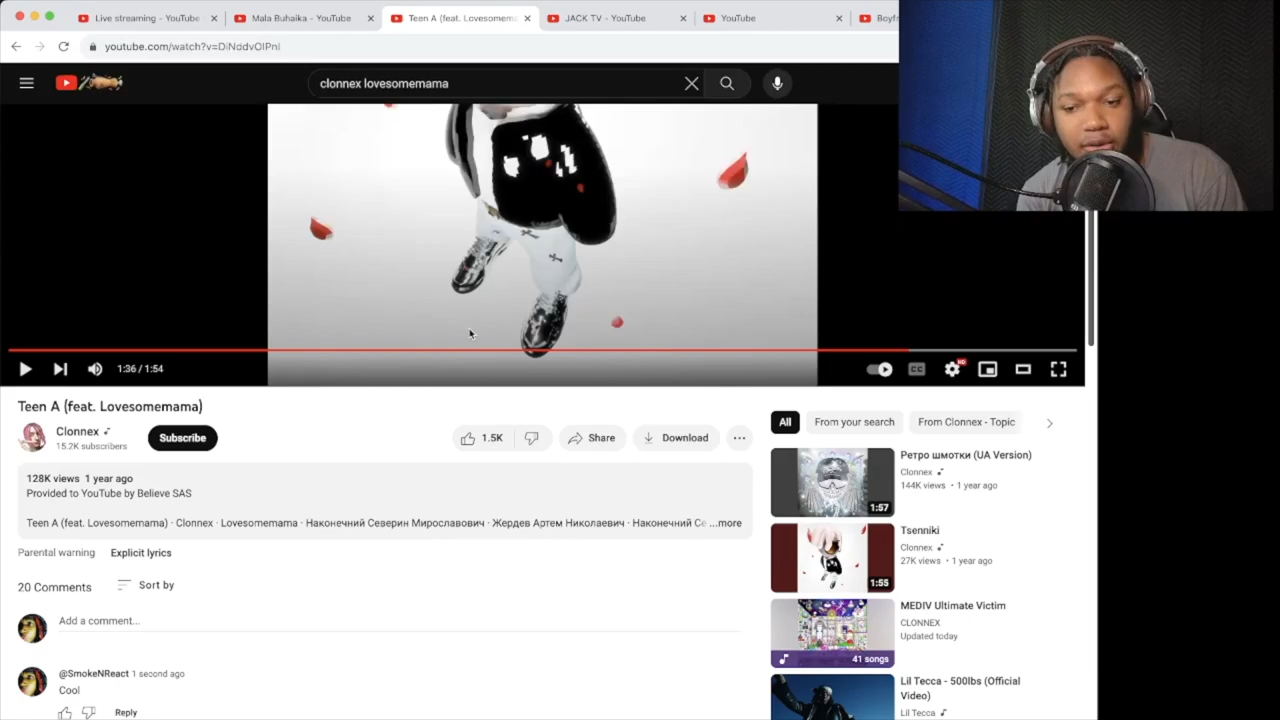 Live streaming - YouTube
Mala Buhaika - YouTube
Teen A (feat. Lovesomemama)
JACK TV - YouTube
YouTube
youtube.com/watch?v=DiNddvOlPnI
clonnex lovesomemama
1:36 / 1:54
CC
HD
Teen A (feat. Lovesomemama)
Clonnex
15.2K subscribers
Subscribe
1.5K
Share
Download
All
From your search
From Clonnex - Topic
128K views 1 year ago
Provided to YouTube by Believe SAS
Teen A (feat. Lovesomemama) · Clonnex · Lovesomemama · Наконечний Северин Мирославович · Жердев Артем Николаевич · Наконечний Се ...more
Parental warning Explicit lyrics
20 Comments
Sort by
Add a comment...
@SmokeNReact 1 second ago
Cool
Reply
Ретро шмотки (UA Version)
Clonnex
144K views • 1 year ago
1:57
Tsenniki
Clonnex
27K views • 1 year ago
1:55
MEDIV Ultimate Victim
CLONNEX
Updated today
41 songs
Lil Tecca - 500lbs (Official
Video)
Lil Tecca